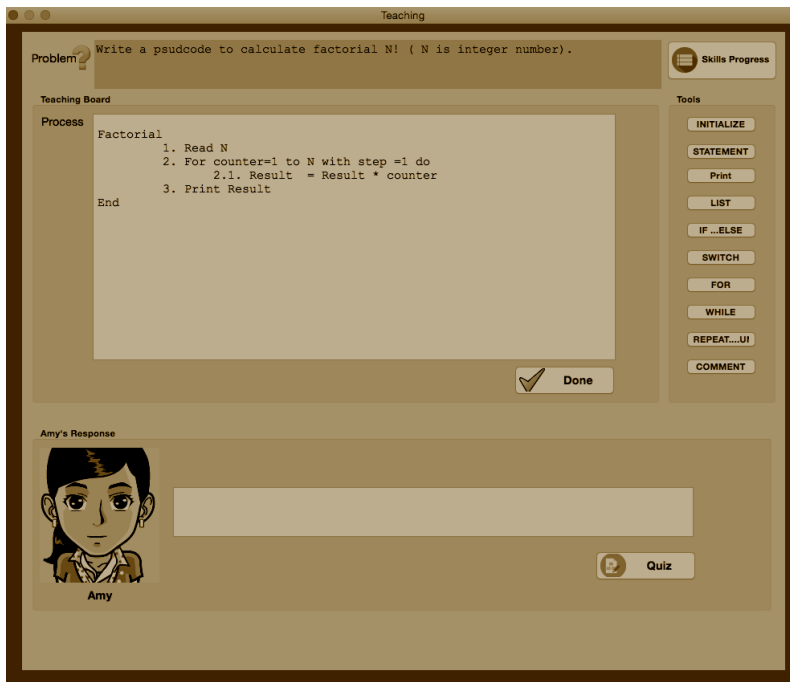 Teaching
Problem
Write a psudcode to calculate factorial N! ( N is integer number).
Skills Progress
Teaching Board
Process
Factorial
1. Read N
2. For counter=1 to N with step =1 do
2.1. Result  = Result * counter
3. Print Result
End
Done
Tools
INITIALIZE
STATEMENT
Print
LIST
IF ...ELSE
SWITCH
FOR
WHILE
REPEAT....UI
COMMENT
Amy's Response
Amy
Quiz